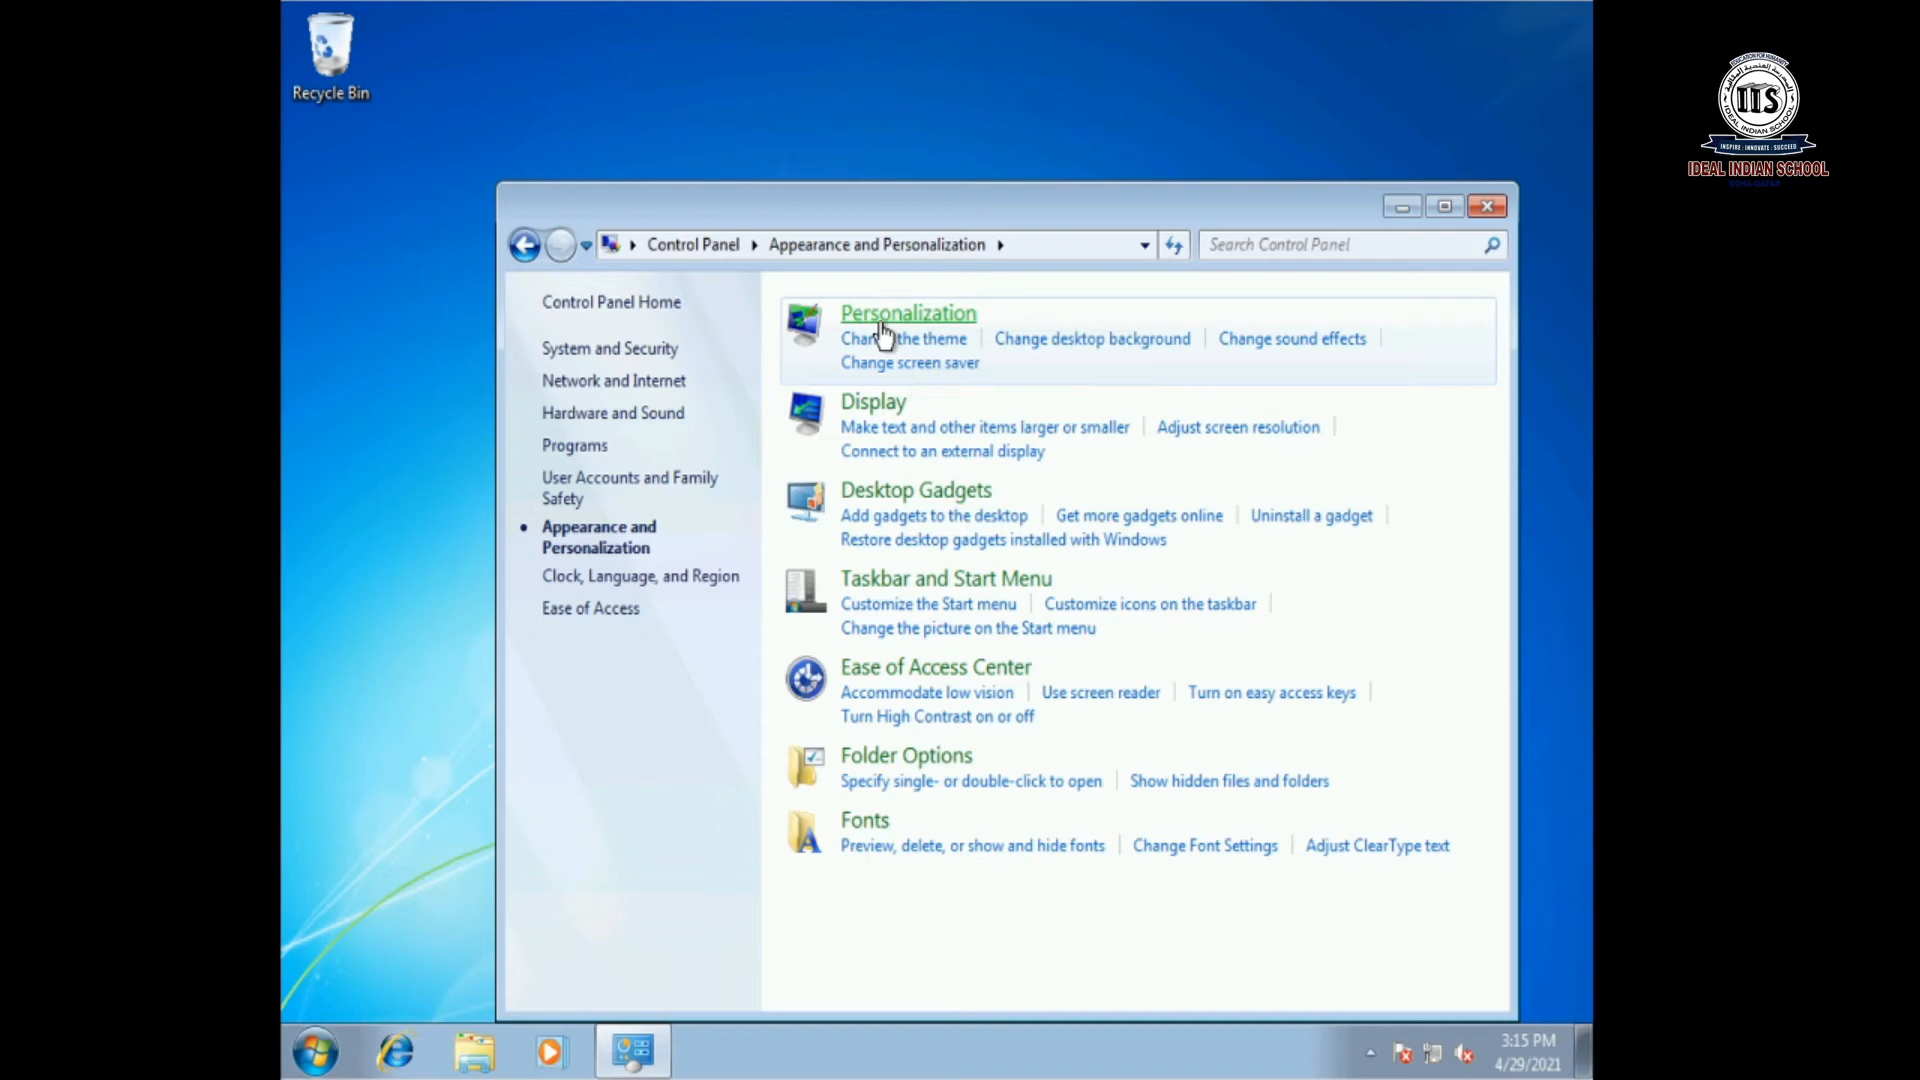 Recycle Bin
IIS
IDEAL INDIAN SCHOOL
INSPIRE : INNOVATE : SUCCEED
IDEAL INDIAN SCHOOL
DOHA-QATAR
Control Panel
Appearance and Personalization
Search Control Panel
Control Panel Home
System and Security
Network and Internet
Hardware and Sound
Programs
User Accounts and Family
Safety
Appearance and
Personalization
Clock, Language, and Region
Ease of Access
Personalization
the theme Change desktop background Change sound effects
Change screen saver
Display
Make text and other items larger or smaller Adjust screen resolution
Connect to an external display
Desktop Gadgets
Add gadgets to the desktop Get more gadgets online Uninstall a gadget
Restore desktop gadgets installed with Windows
Taskbar and Start Menu
Customize the Start menu Customize icons on the taskbar
Change the picture on the Start menu
Ease of Access Center
Accommodate low vision Use screen reader Turn on easy access keys
Turn High Contrast on or off
Folder Options
Specify single- or double-click to open Show hidden files and folders
Fonts
Preview, delete, or show and hide fonts Change Font Settings Adjust ClearType text
3:15 PM
4/29/2021